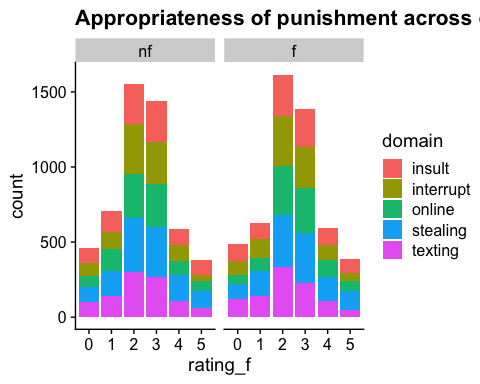 Appropriateness of punishment across
nf
f
1500
1000
500
0
count
0 1 2 3 4 5
0 1 2 3 4 5
rating_f
domain
insult
interrupt
online
stealing
texting